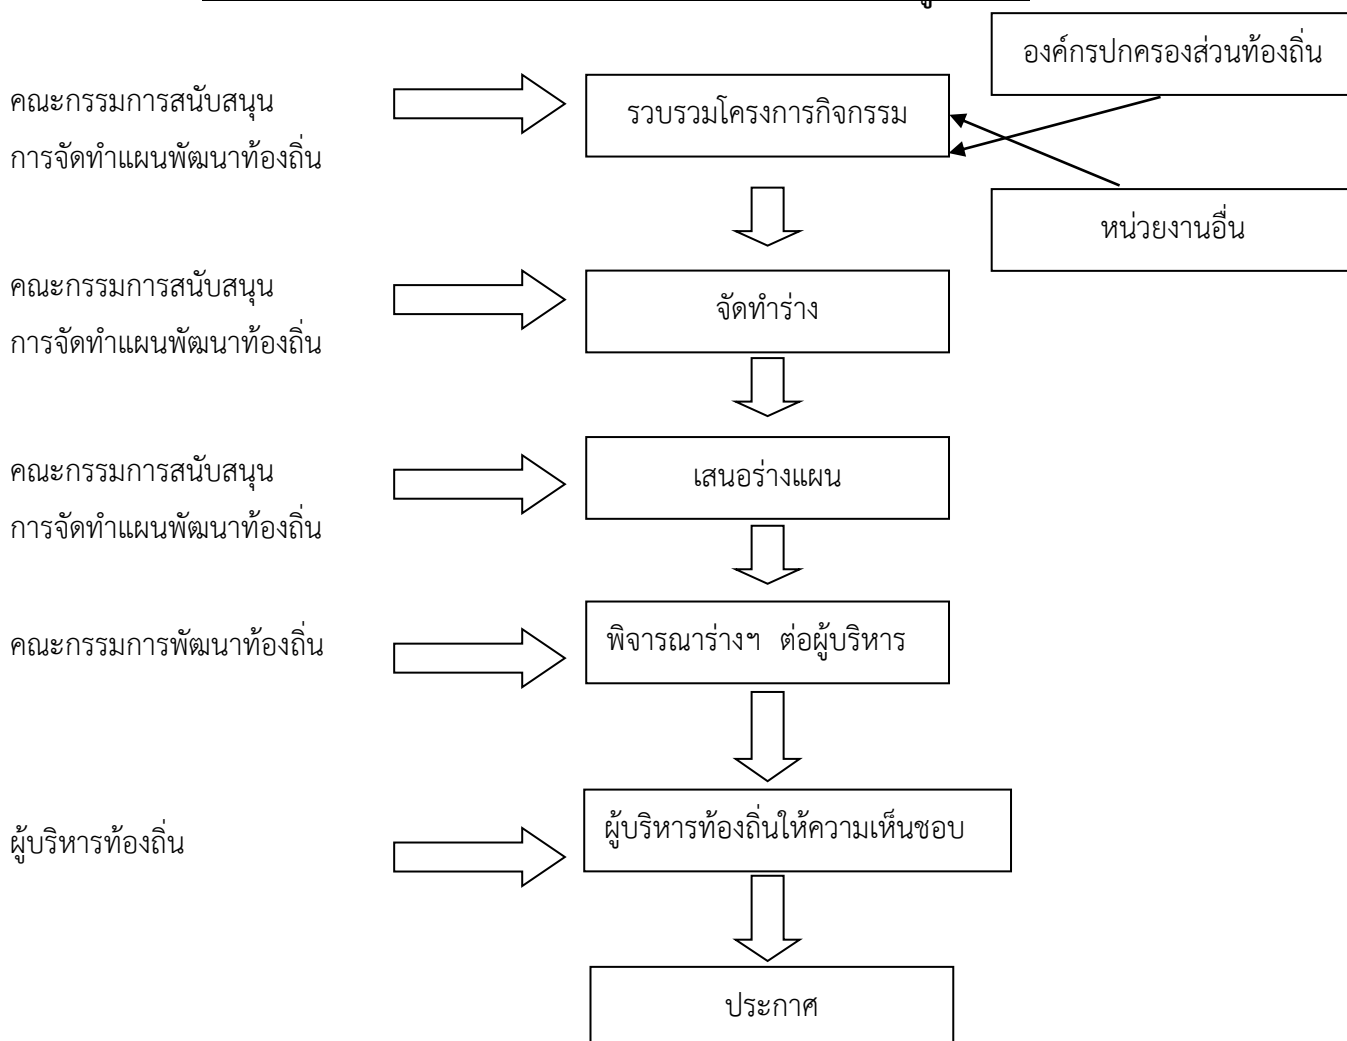 องค์กรปกครองส่วนท้องถิ่น
คณะกรรมการสนับสนุน
การจัดทำแผนพัฒนาท้องถิ่น
รวบรวมโครงการกิจกรรม
หน่วยงานอื่น
คณะกรรมการสนับสนุน
การจัดทำแผนพัฒนาท้องถิ่น
จัดทำร่าง
คณะกรรมการสนับสนุน
การจัดทำแผนพัฒนาท้องถิ่น
เสนอร่างแผน
คณะกรรมการพัฒนาท้องถิ่น
พิจารณาร่างฯ ต่อผู้บริหาร
ผู้บริหารท้องถิ่น
ผู้บริหารท้องถิ่นให้ความเห็นชอบ
ประกาศ